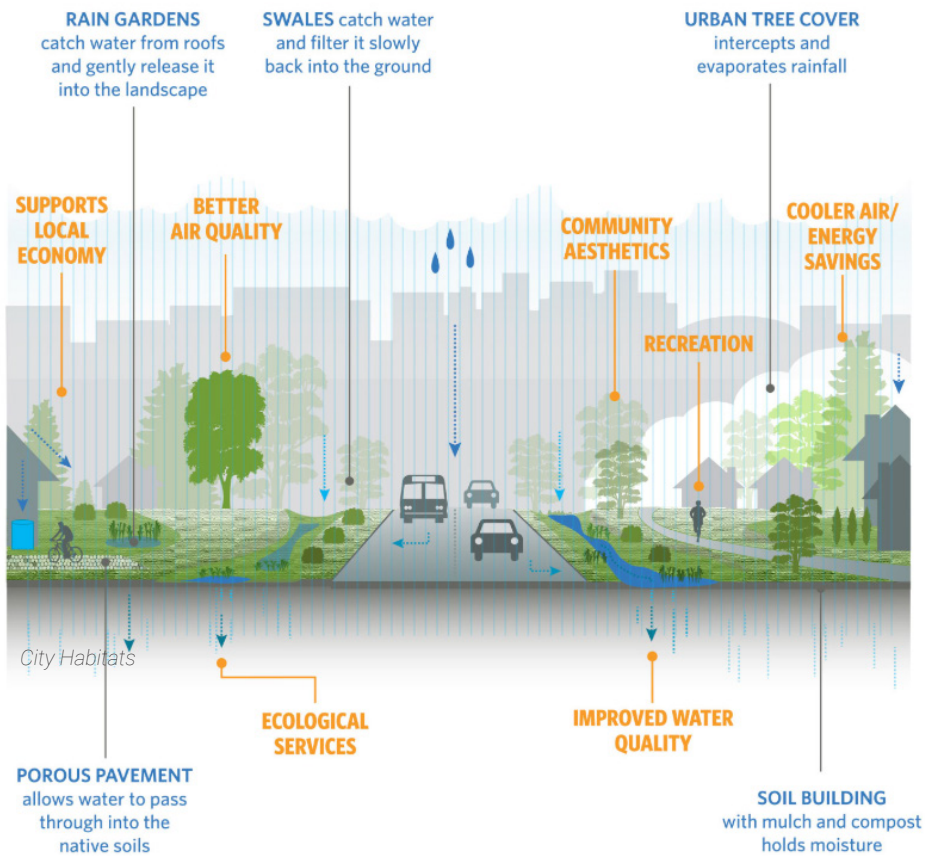 RAIN GARDENS
catch water from roofs
and gently release it
into the landscape
SWALES catch water
and filter it slowly
back into the ground
URBAN TREE COVER
intercepts and
evaporates rainfall
SUPPORTS
LOCAL
ECONOMY
BETTER
AIR QUALITY
COMMUNITY
AESTHETICS
COOLER AIR/
ENERGY
SAVINGS
RECREATION
City Habitats
ECOLOGICAL
SERVICES
IMPROVED WATER
QUALITY
POROUS PAVEMENT
allows water to pass
through into the
native soils
SOIL BUILDING
with mulch and compost
holds moisture